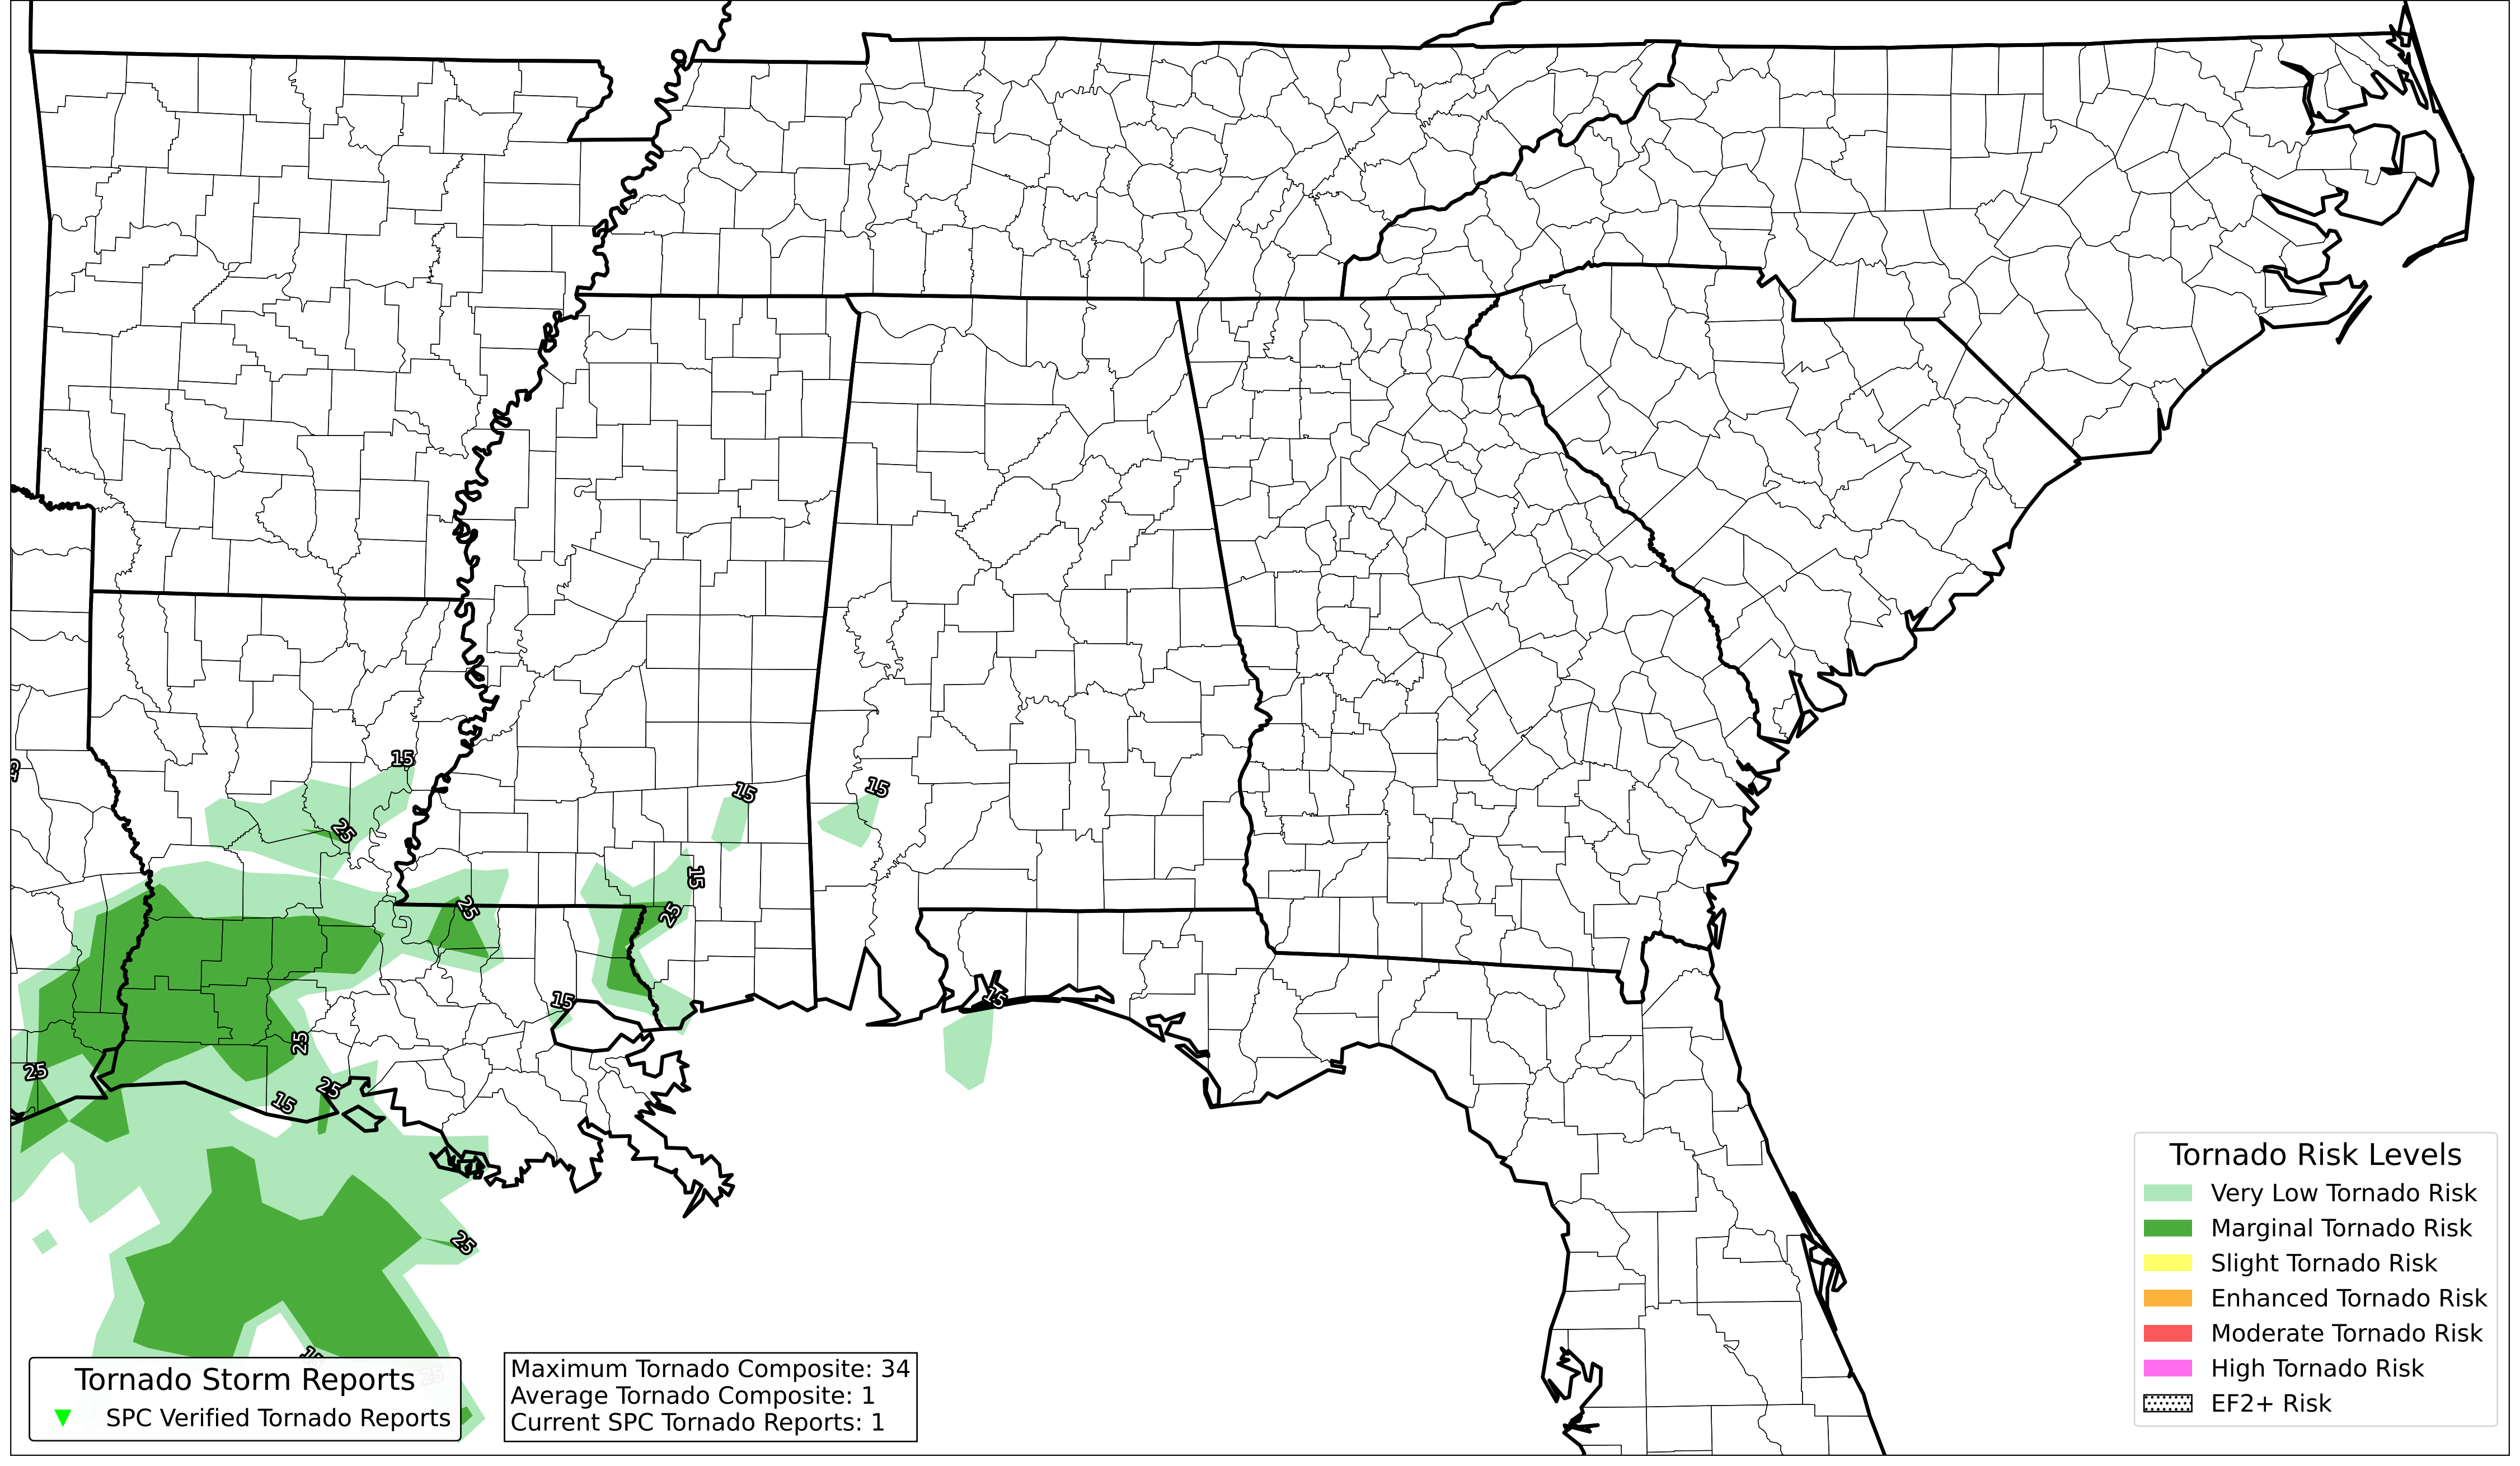 15
15
15
25
15
25
25
15
15
25
25
25
15
25
Tornado Storm Reports
SPC Verified Tornado Reports
Maximum Tornado Composite: 34
Average Tornado Composite: 1
Current SPC Tornado Reports: 1
Tornado Risk Levels
Very Low Tornado Risk
Marginal Tornado Risk
Slight Tornado Risk
Enhanced Tornado Risk
Moderate Tornado Risk
High Tornado Risk
EF2+ Risk